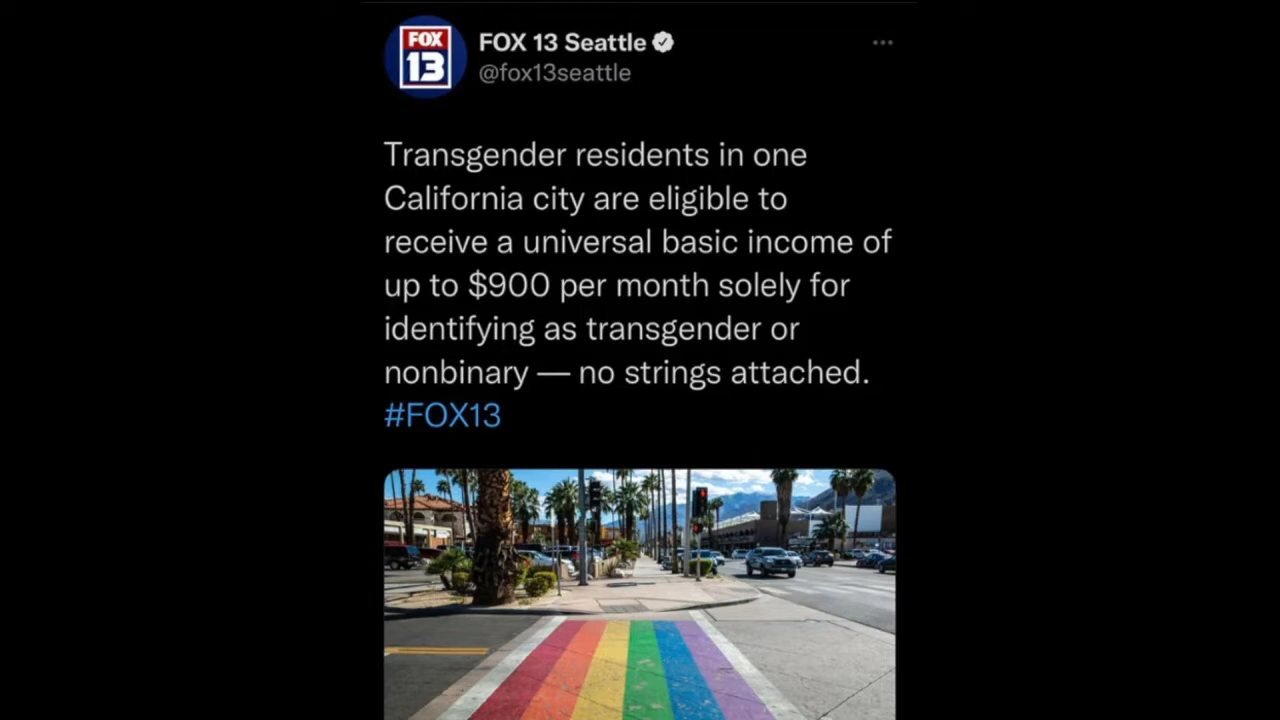 FOX
13
FOX 13 Seattle
@fox13seattle
Transgender residents in one
California city are eligible to
receive a universal basic income of
up to $900 per month solely for
identifying as transgender or
nonbinary — no strings attached.
#FOX13